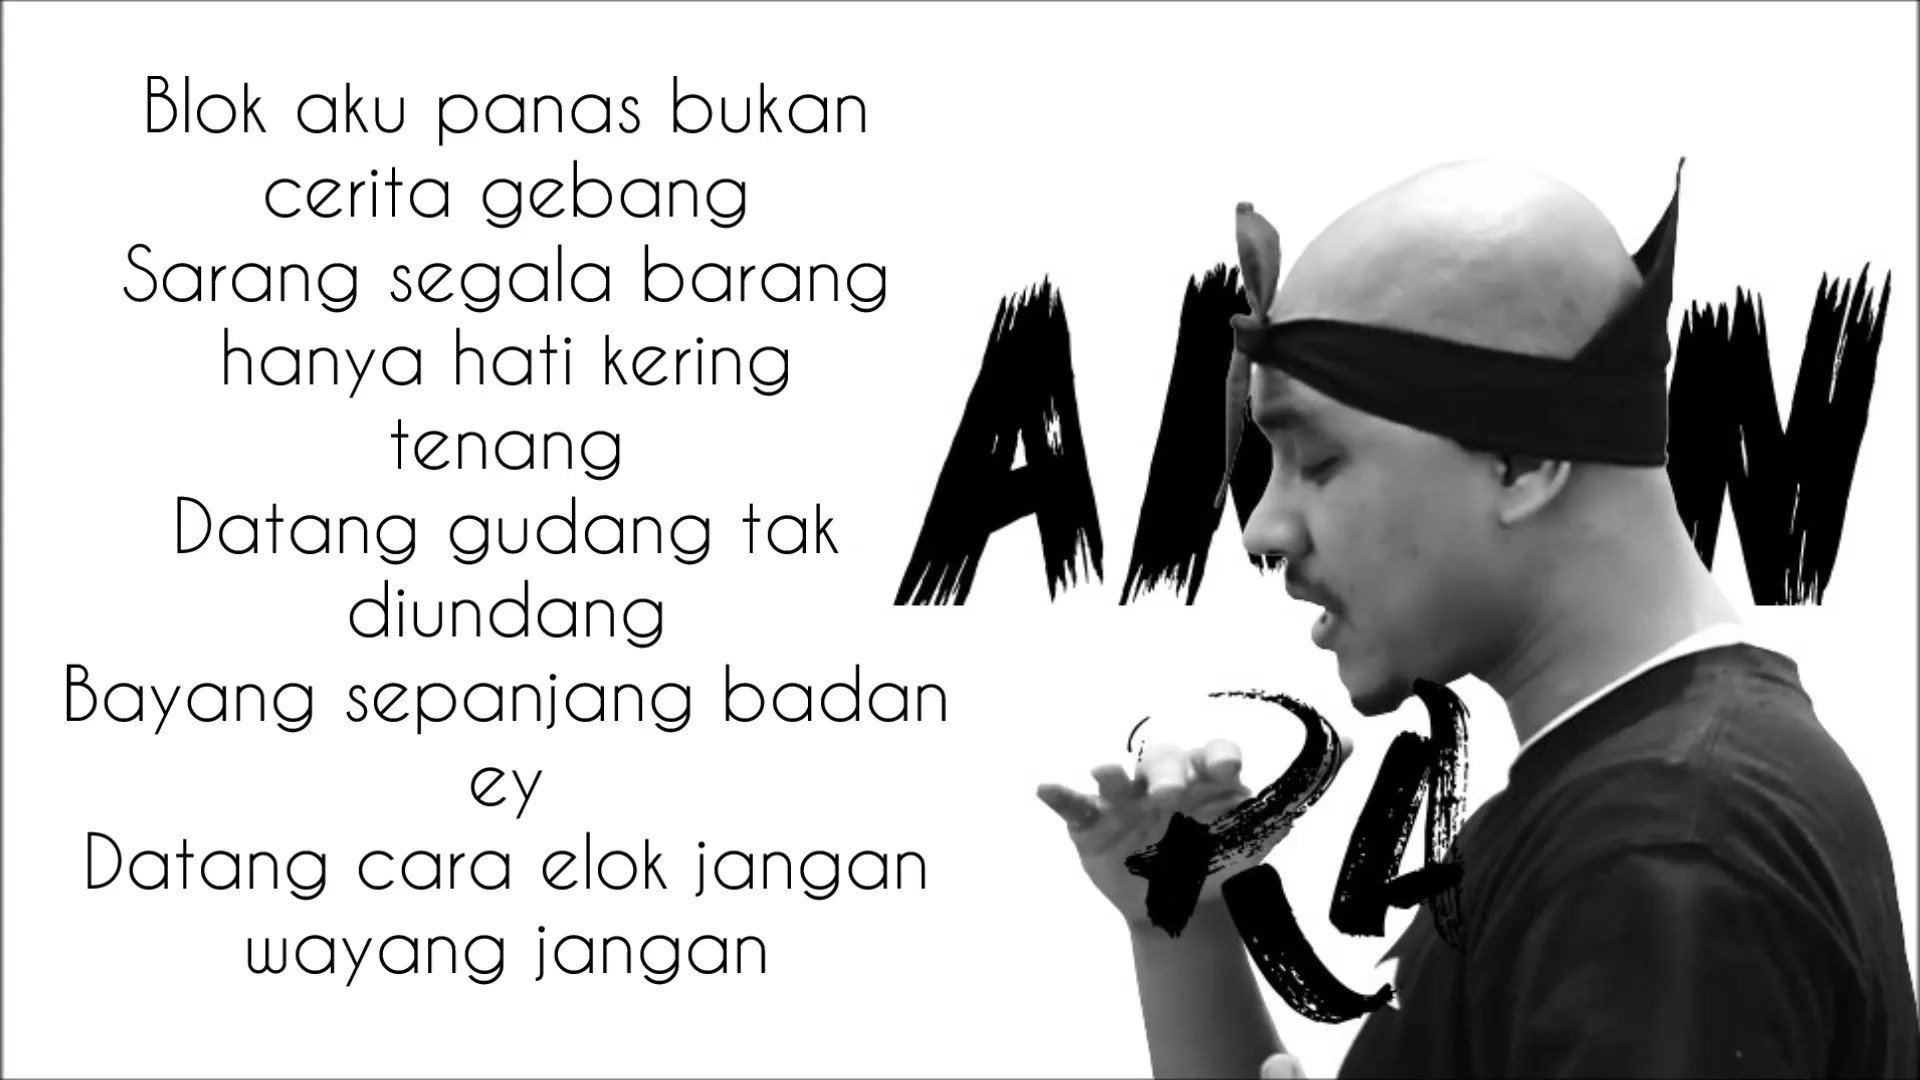 Blok aku panas bukan
cerita gebang
Sarang segala barang
hanya hati kering
tenang
Datang gudang tak
diundang
Bayang sepanjang badan
ey
Datang cara elok jangan
wayang jangan
RA